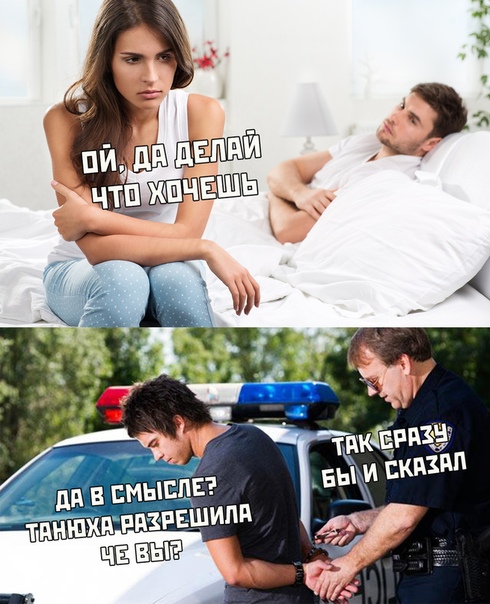 ОЙ, ДА ДЕЛАЙ
ЧТО ХОЧЕШЬ
ТАК СРАЗУ
БЫ И СКАЗАЛ
ДА В СМЫСЛЕ?
ТАНЮХА РАЗРЕШИЛА
ЧЕ ВЫ?